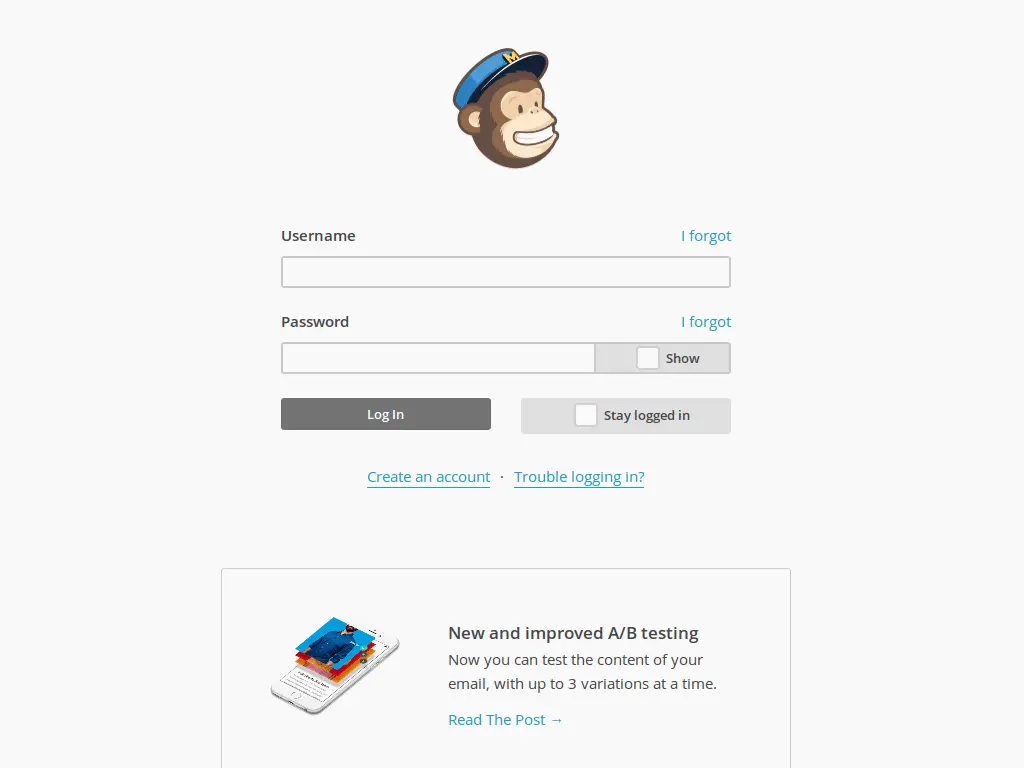 M
Username
I forgot
Password
I forgot
Show
Log In
Stay logged in
Create an account · Trouble logging in?
New and improved A/B testing
Now you can test the content of your
email, with up to 3 variations at a time.
Read The Post →